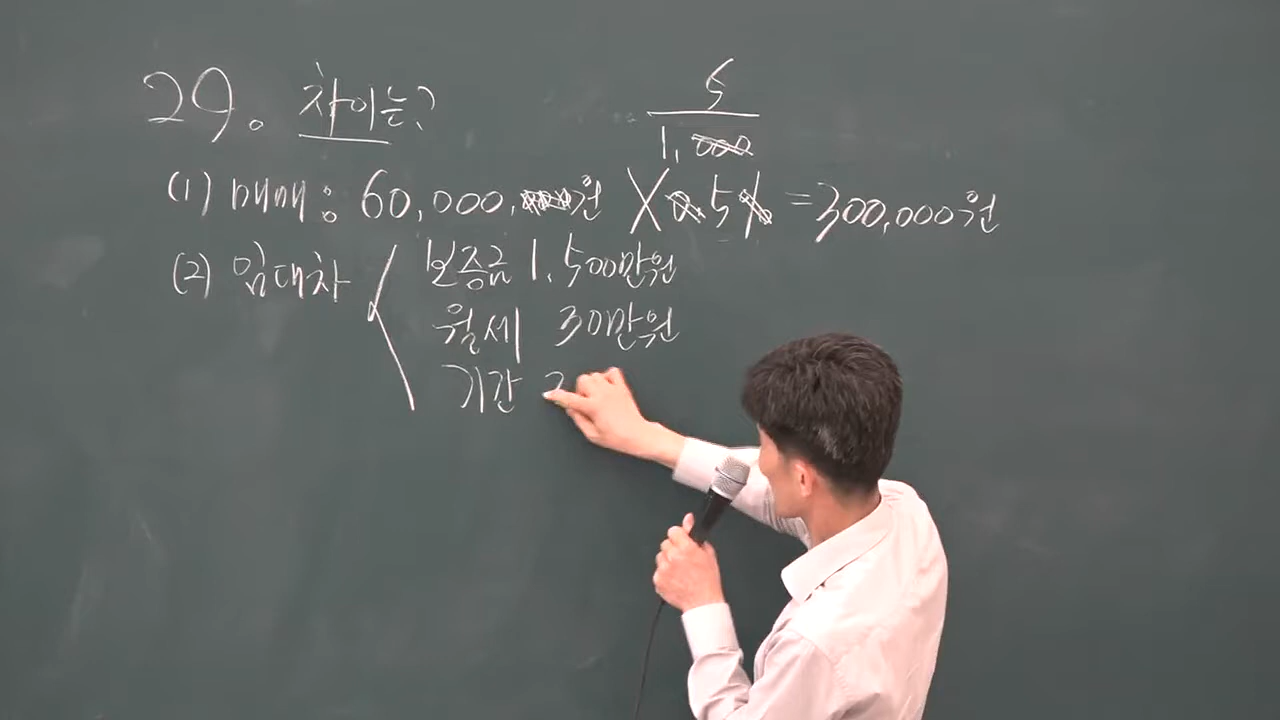 29. 차이는?
5
1,000
(1) 매매: 60,000,000원 X 5 = 300,000원
(2) 임대차
보증금 1,500만원
월세 30만원
기간 2